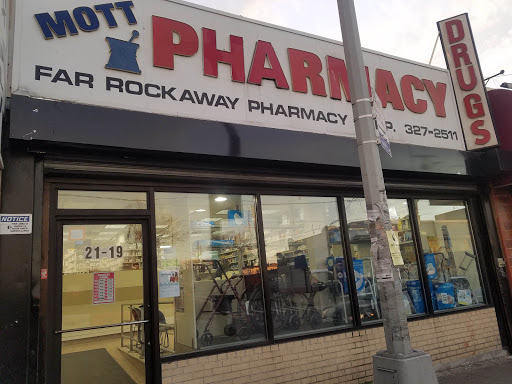 MOTT
PHARMACY
FAR ROCKAWAY PHARMACY P. 327-2511
DRUGS
NOTICE
21-19